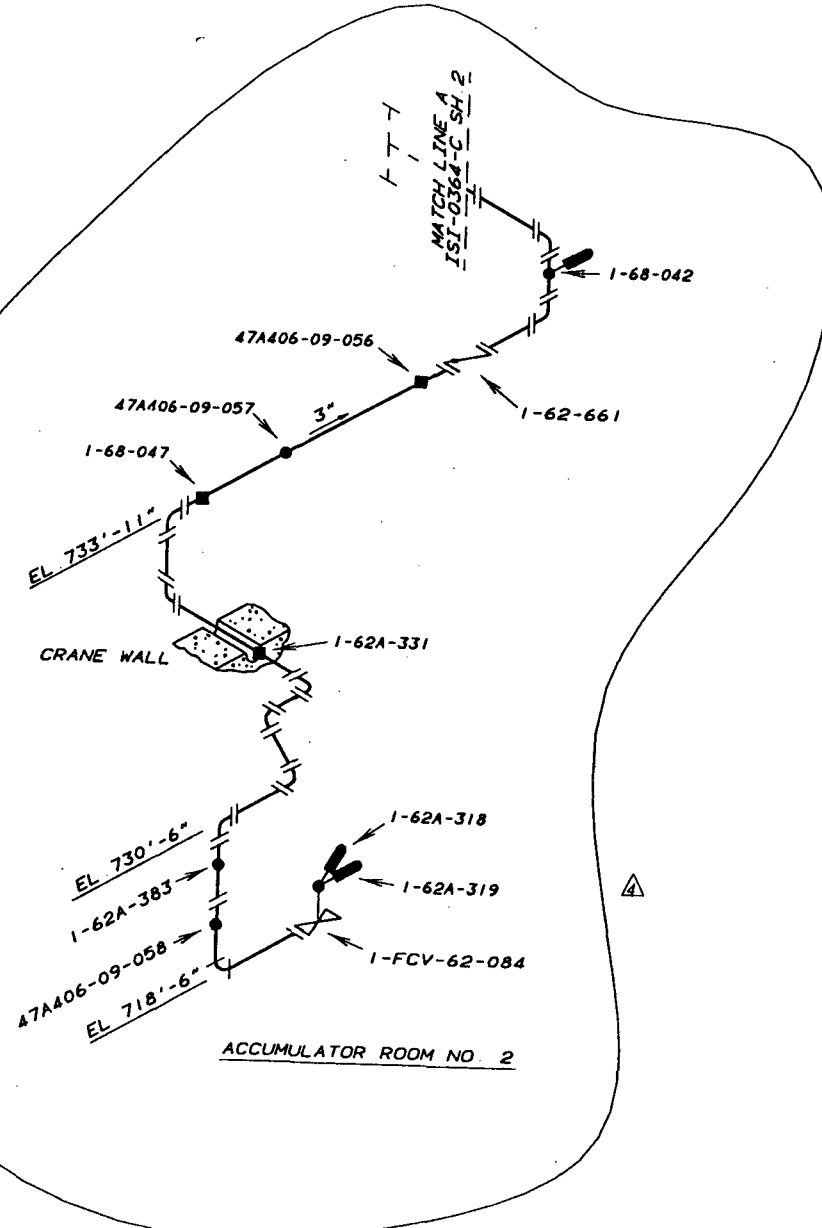 MATCH LINE A
ISI-0364-C SH.2
1-68-042
47A406-09-056
1-62-661
3"
47A406-09-057
1-68-047
EL 733'-11"
1-62A-331
CRANE WALL
1-62A-318
EL 730'-6"
1-62A-319
1-62A-383
4
47A406-09-058
1-FCV-62-084
EL 718'-6"
ACCUMULATOR ROOM NO. 2